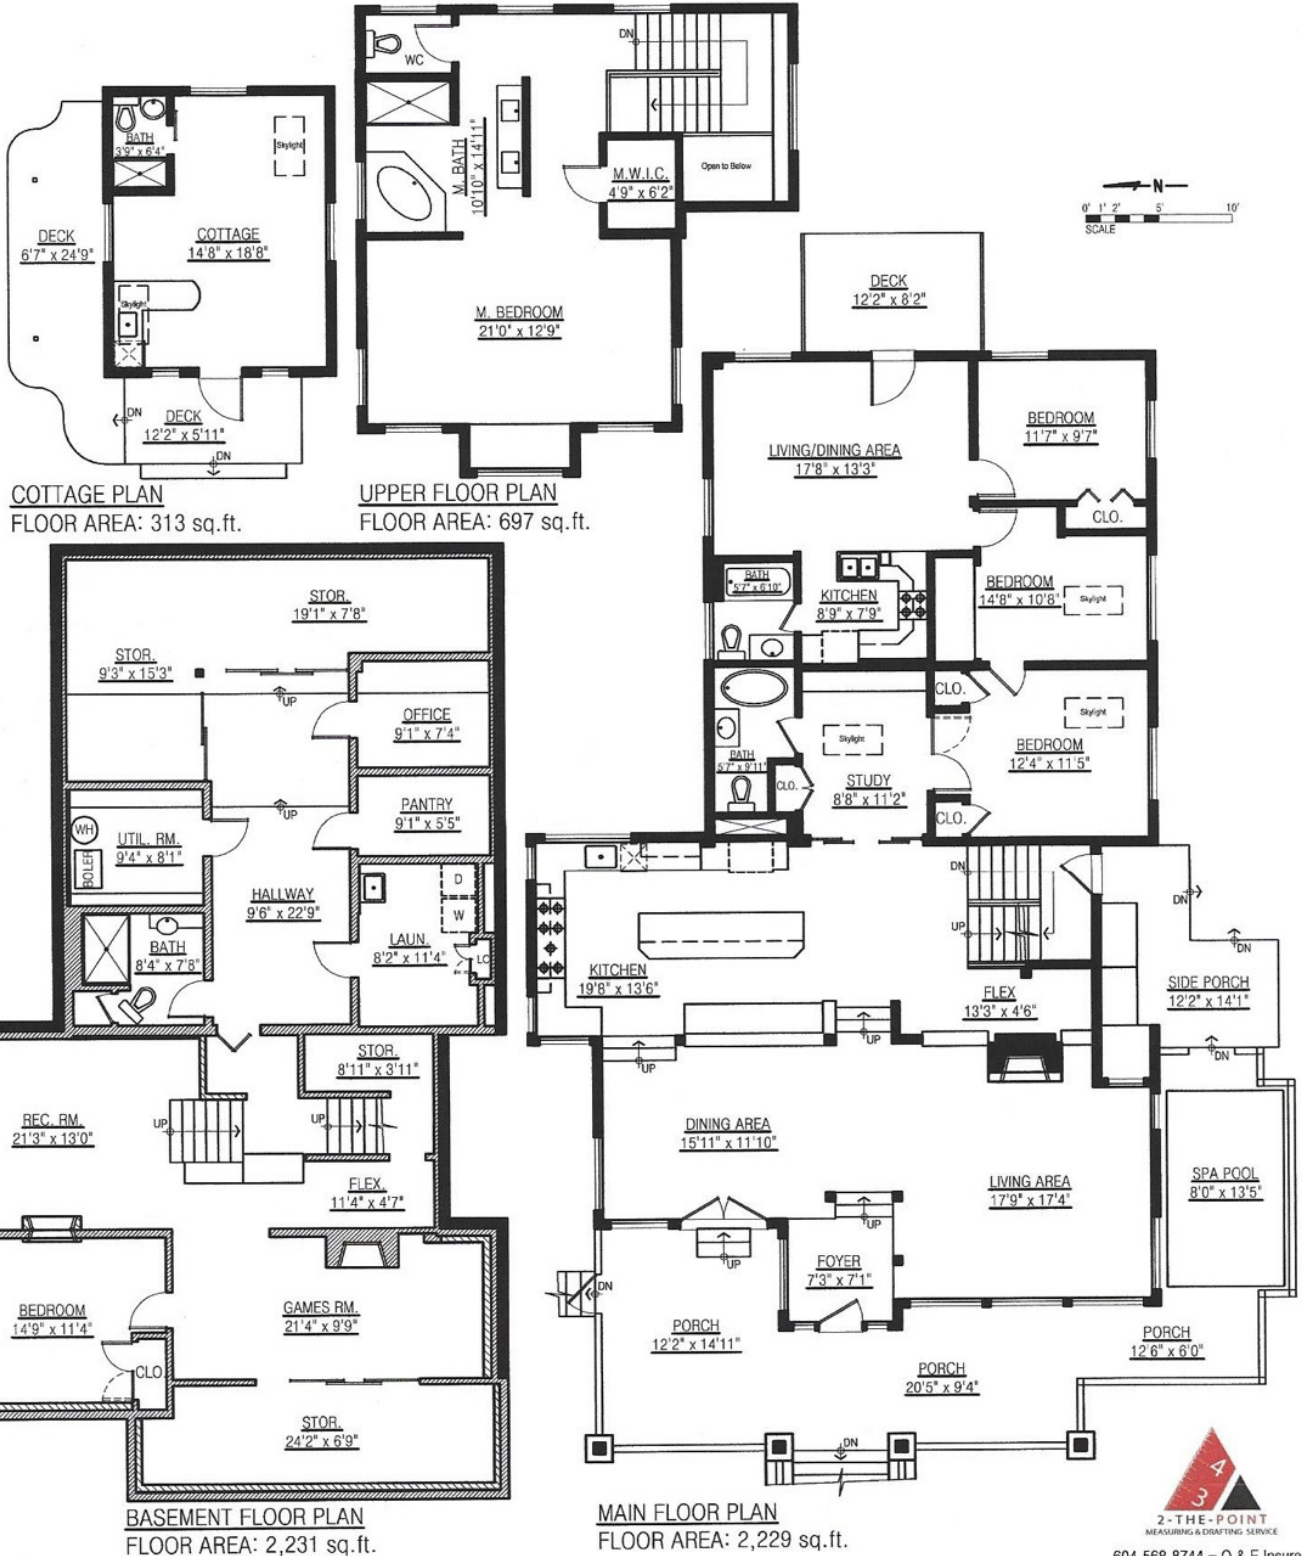 WC
DN
M. BATH
10'10" x 14'11"
M.W.I.C.
4'9" x 6'2"
Open to Below
M. BEDROOM
21'0" x 12'9"
UPPER FLOOR PLAN
FLOOR AREA: 697 sq.ft.
BATH
3'9" x 6'4"
Skylight
DECK
6'7" x 24'9"
COTTAGE
14'8" x 18'8"
Skylight
DN
DECK
12'2" x 5'11"
DN
COTTAGE PLAN
FLOOR AREA: 313 sq.ft.
N
0' 1' 2' 5' 10'
SCALE
DECK
12'2" x 8'2"
BEDROOM
11'7" x 9'7"
LIVING/DINING AREA
17'8" x 13'3"
CLO.
BATH
5'7" x 6'10"
KITCHEN
8'9" x 7'9"
BEDROOM
14'8" x 10'8"
Skylight
CLO.
Skylight
Skylight
BEDROOM
12'4" x 11'5"
BATH
5'7" x 9'11"
CLO.
STUDY
8'8" x 11'2"
CLO.
DN
UP
KITCHEN
19'8" x 13'6"
FLEX
13'3" x 4'6"
DN
DN
SIDE PORCH
12'2" x 14'1"
DN
UP
UP
DINING AREA
15'11" x 11'10"
LIVING AREA
17'9" x 17'4"
SPA POOL
8'0" x 13'5"
UP
UP
FOYER
7'3" x 7'1"
DN
PORCH
12'2" x 14'11"
PORCH
12'6" x 6'0"
PORCH
20'5" x 9'4"
DN
MAIN FLOOR PLAN
FLOOR AREA: 2,229 sq.ft.
STOR.
19'1" x 7'8"
STOR.
9'3" x 15'3"
UP
OFFICE
9'1" x 7'4"
UP
PANTRY
9'1" x 5'5"
WH
BOILER
UTIL. RM.
9'4" x 8'1"
HALLWAY
9'6" x 22'9"
D
W
LAUN.
8'2" x 11'4"
LC
BATH
8'4" x 7'8"
STOR.
8'11" x 3'11"
REC. RM.
21'3" x 13'0"
UP
UP
FLEX.
11'4" x 4'7"
BEDROOM
14'9" x 11'4"
GAMES RM.
21'4" x 9'9"
CLO.
STOR.
24'2" x 6'9"
BASEMENT FLOOR PLAN
FLOOR AREA: 2,231 sq.ft.
4
3
2-THE-POINT
MEASURING & DRAFTING SERVICE